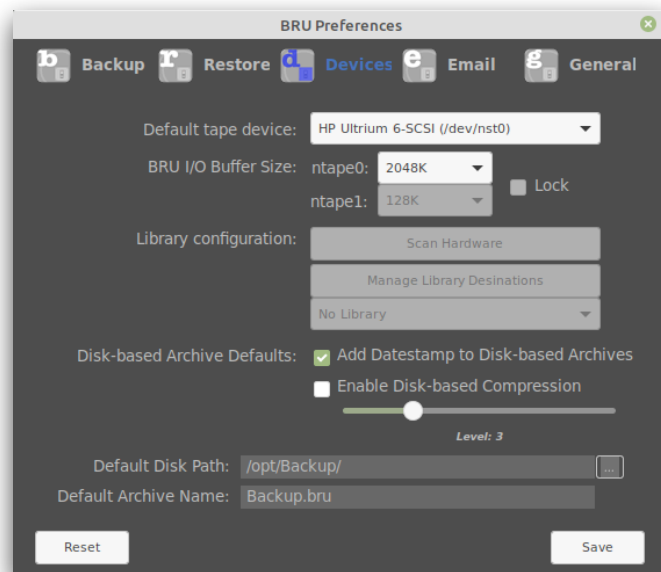 BRU Preferences
b Backup r Restore d Devices e Email g General
Default tape device: HP Ultrium 6-SCSI (/dev/nst0)
BRU I/O Buffer Size: ntape0: 2048K
Lock
ntape1: 128K
Library configuration: Scan Hardware
Manage Library Desinations
No Library
Disk-based Archive Defaults: Add Datestamp to Disk-based Archives
Enable Disk-based Compression
Level: 3
Default Disk Path: /opt/Backup/ ...
Default Archive Name: Backup.bru
Reset Save